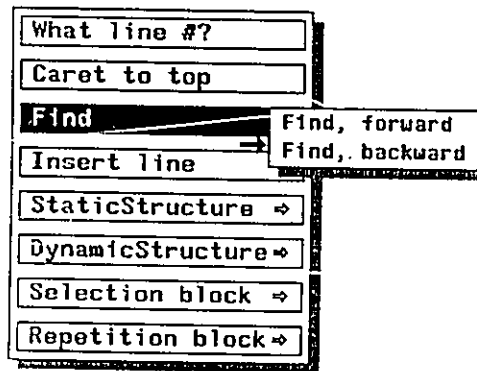 What line #?
Caret to top
Find
Find, forward
Find, backward
Insert line
StaticStructure ⇨
DynamicStructure ⇨
Selection block ⇨
Repetition block ⇨